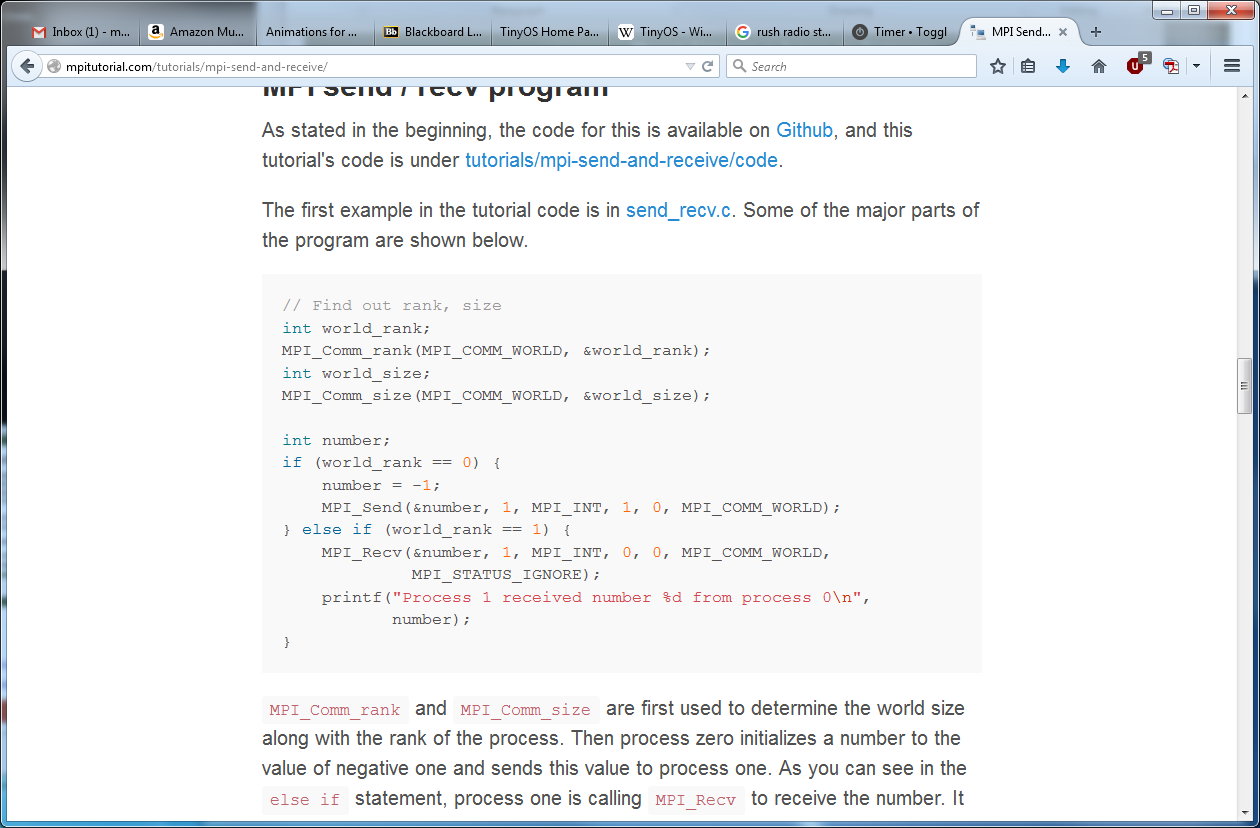 Inbox (1) - m...
Amazon Mu...
Animations for ...
Bb Blackboard L...
TinyOS Home Pa...
W TinyOS - Wi...
rush radio st...
Timer • Toggl
MPI Send...
mpitutorial.com/tutorials/mpi-send-and-receive/
Search
5
MPI send / recv program
As stated in the beginning, the code for this is available on Github, and this
tutorial's code is under tutorials/mpi-send-and-receive/code.
The first example in the tutorial code is in send_recv.c. Some of the major parts of
the program are shown below.
// Find out rank, size
int world_rank;
MPI_Comm_rank(MPI_COMM_WORLD, &world_rank);
int world_size;
MPI_Comm_size(MPI_COMM_WORLD, &world_size);
int number;
if (world_rank == 0) {
    number = -1;
    MPI_Send(&number, 1, MPI_INT, 1, 0, MPI_COMM_WORLD);
} else if (world_rank == 1) {
    MPI_Recv(&number, 1, MPI_INT, 0, 0, MPI_COMM_WORLD,
             MPI_STATUS_IGNORE);
    printf("Process 1 received number %d from process 0\n",
           number);
}
MPI_Comm_rank and MPI_Comm_size are first used to determine the world size
along with the rank of the process. Then process zero initializes a number to the
value of negative one and sends this value to process one. As you can see in the
else if statement, process one is calling MPI_Recv to receive the number. It